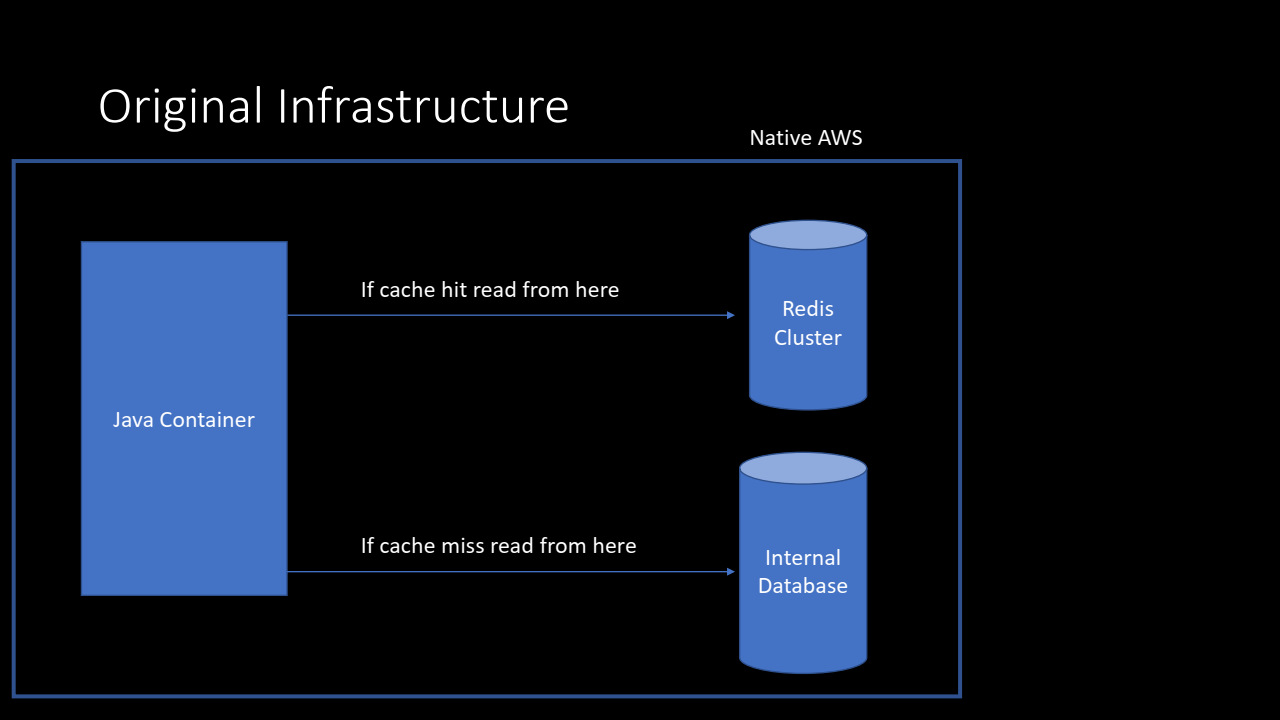 Original Infrastructure
Native AWS
If cache hit read from here
Redis
Cluster
Java Container
If cache miss read from here
Internal
Database